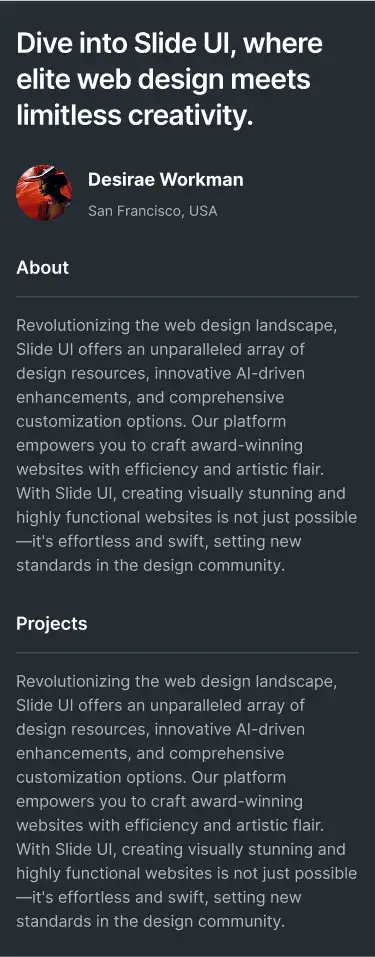 Dive into Slide UI, where
elite web design meets
limitless creativity.
Desirae Workman
San Francisco, USA
About
Revolutionizing the web design landscape,
Slide UI offers an unparalleled array of
design resources, innovative AI-driven
enhancements, and comprehensive
customization options. Our platform
empowers you to craft award-winning
websites with efficiency and artistic flair.
With Slide UI, creating visually stunning and
highly functional websites is not just possible
—it's effortless and swift, setting new
standards in the design community.
Projects
Revolutionizing the web design landscape,
Slide UI offers an unparalleled array of
design resources, innovative AI-driven
enhancements, and comprehensive
customization options. Our platform
empowers you to craft award-winning
websites with efficiency and artistic flair.
With Slide UI, creating visually stunning and
highly functional websites is not just possible
—it's effortless and swift, setting new
standards in the design community.